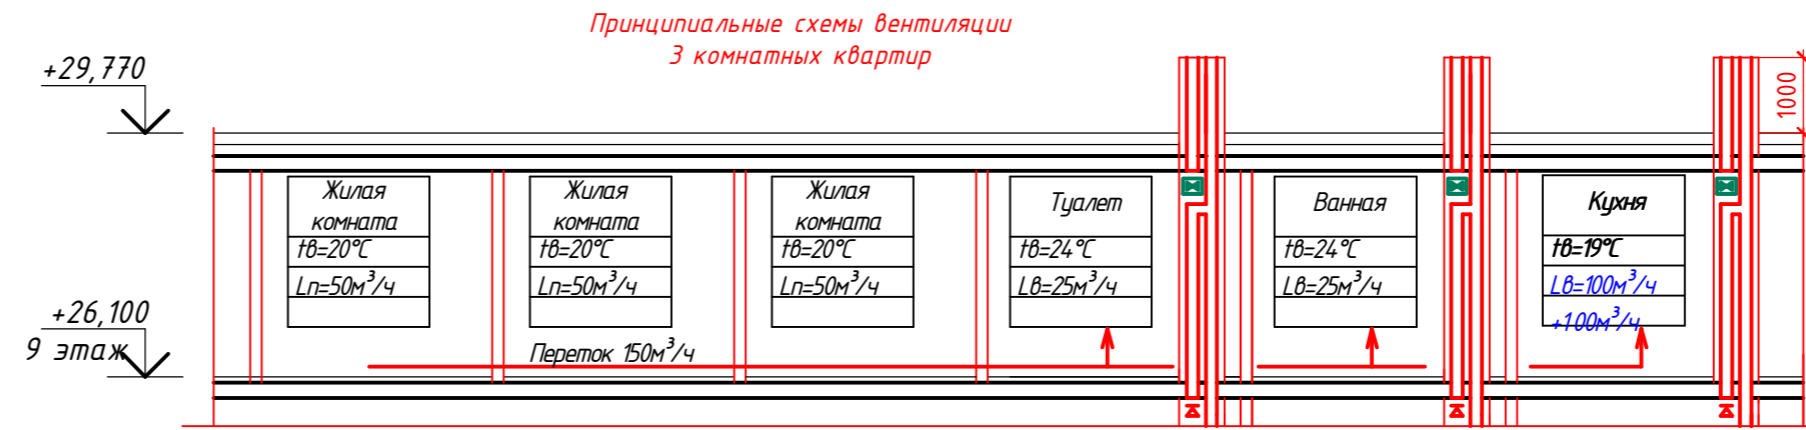 Принципиальные схемы вентиляции
3 комнатных квартир
+29,770
1000
Жилая
комната
tв=20°C
Lп=50м³/ч
Жилая
комната
tв=20°C
Lп=50м³/ч
Жилая
комната
tв=20°C
Lп=50м³/ч
Туалет
tв=24°C
Lв=25м³/ч
Ванная
tв=24°C
Lв=25м³/ч
Кухня
tв=19°C
Lв=100м³/ч
+100м³/ч
+26,100
9 этаж
Переток 150м³/ч